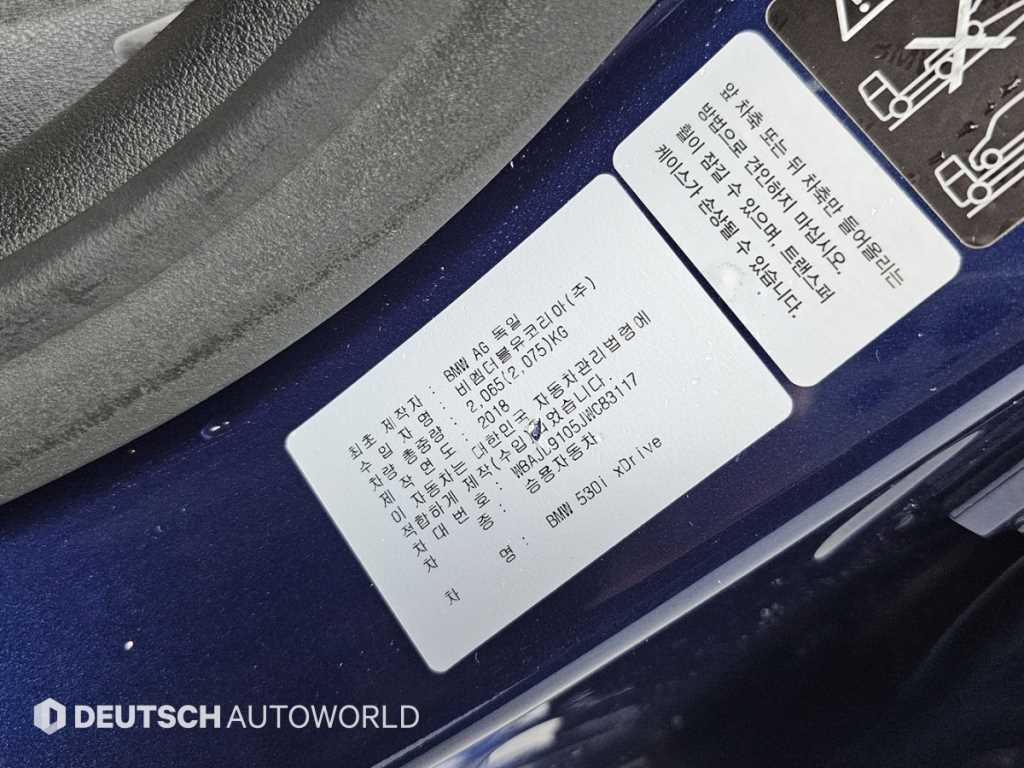 앞 차축 또는 뒤 차축만 들어올리는
방법으로 견인하지 마십시오.
휠이 잠길 수 있으며, 트랜스퍼
케이스가 손상될 수 있습니다.
최초 제작자 : BMW AG 독일
수입자명 : 비엠더블유코리아(주)
차량총중량 : 2,065(2,075)KG
제작연도 : 2018
이 자동차는 대한민국 자동차관리법령에
적합하게 제작(수입)되었습니다.
차대번호 : WBAJL9105JWC83117
차종 : 승용자동차
차명 : BMW 530i xDrive
DEUTSCH AUTOWORLD